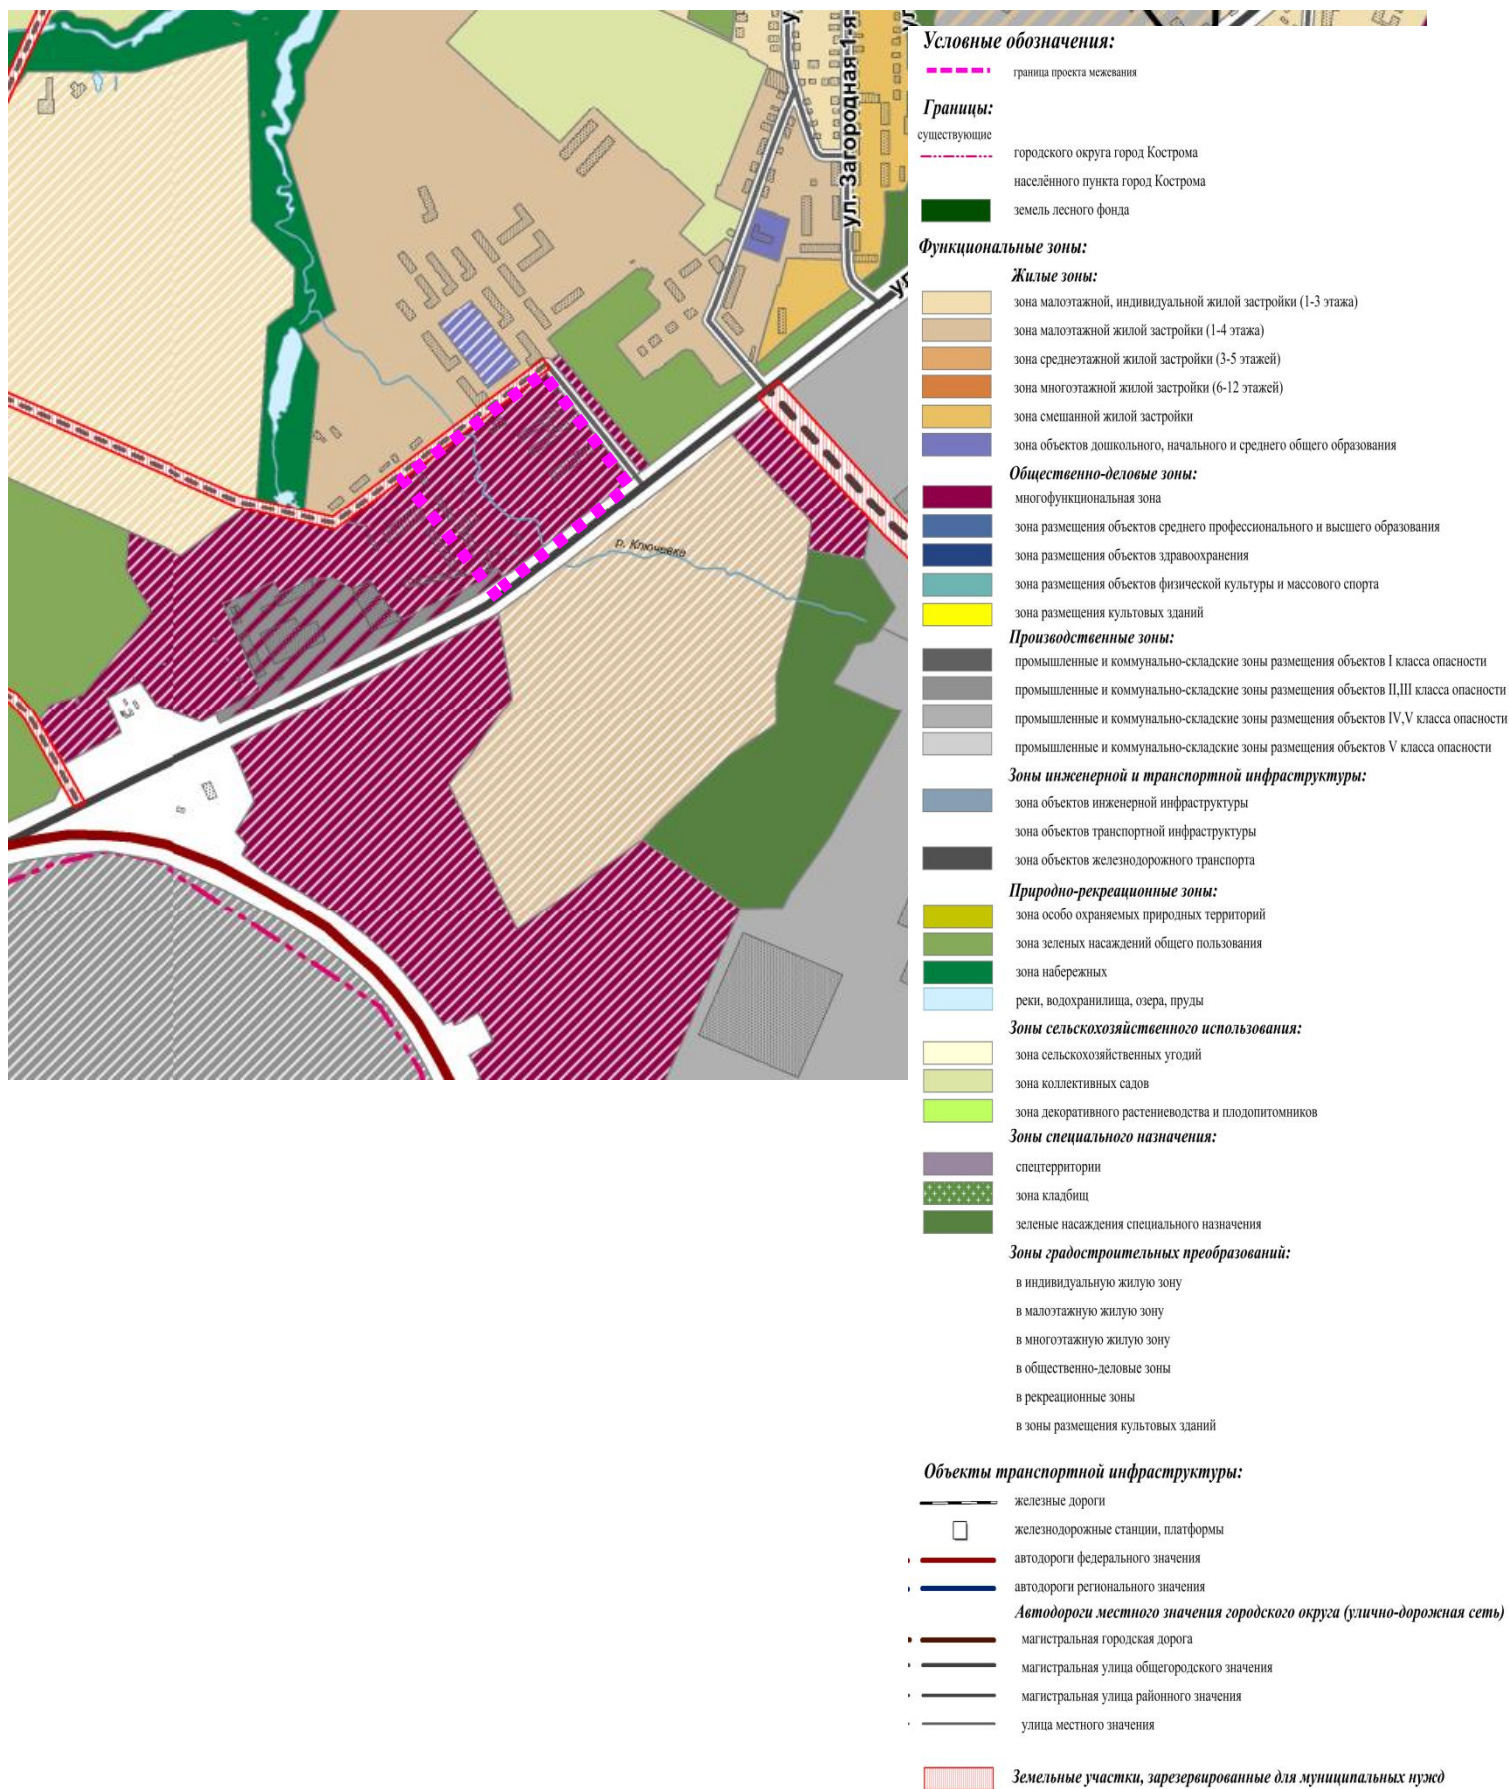 ул. Загородная 1-я
р. Ключевка
Условные обозначения:
граница проекта межевания
Границы:
существующие
городского округа город Кострома
населённого пункта город Кострома
земель лесного фонда
Функциональные зоны:
Жилые зоны:
зона малоэтажной, индивидуальной жилой застройки (1-3 этажа)
зона малоэтажной жилой застройки (1-4 этажа)
зона среднеэтажной жилой застройки (3-5 этажей)
зона многоэтажной жилой застройки (6-12 этажей)
зона смешанной жилой застройки
зона объектов дошкольного, начального и среднего общего образования
Общественно-деловые зоны:
многофункциональная зона
зона размещения объектов среднего профессионального и высшего образования
зона размещения объектов здравоохранения
зона размещения объектов физической культуры и массового спорта
зона размещения культовых зданий
Производственные зоны:
промышленные и коммунально-складские зоны размещения объектов I класса опасности
промышленные и коммунально-складские зоны размещения объектов II,III класса опасности
промышленные и коммунально-складские зоны размещения объектов IV,V класса опасности
промышленные и коммунально-складские зоны размещения объектов V класса опасности
Зоны инженерной и транспортной инфраструктуры:
зона объектов инженерной инфраструктуры
зона объектов транспортной инфраструктуры
зона объектов железнодорожного транспорта
Природно-рекреационные зоны:
зона особо охраняемых природных территорий
зона зеленых насаждений общего пользования
зона набережных
реки, водохранилища, озера, пруды
Зоны сельскохозяйственного использования:
зона сельскохозяйственных угодий
зона коллективных садов
зона декоративного растениеводства и плодопитомников
Зоны специального назначения:
спецтерритории
зона кладбищ
зеленые насаждения специального назначения
Зоны градостроительных преобразований:
в индивидуальную жилую зону
в малоэтажную жилую зону
в многоэтажную жилую зону
в общественно-деловые зоны
в рекреационные зоны
в зоны размещения культовых зданий
Объекты транспортной инфраструктуры:
железные дороги
железнодорожные станции, платформы
автодороги федерального значения
автодороги регионального значения
Автодороги местного значения городского округа (улично-дорожная сеть)
магистральная городская дорога
магистральная улица общегородского значения
магистральная улица районного значения
улица местного значения
Земельные участки, зарезервированные для муниципальных нужд